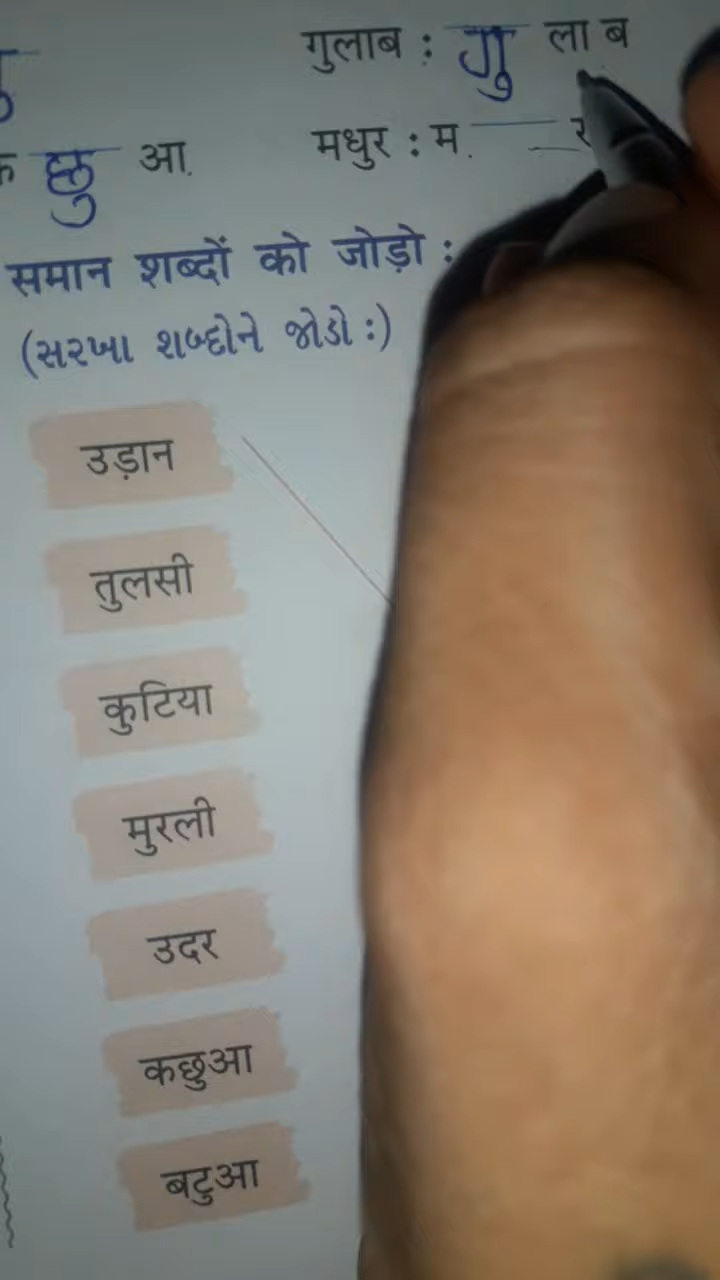 गुलाब : गु ला ब
छु आ.
मधुर : म.
समान शब्दों को जोड़ो :
(સરખા શબ્દોને જોડો :)
उड़ान
तुलसी
कुटिया
मुरली
उदर
कछुआ
बटुआ